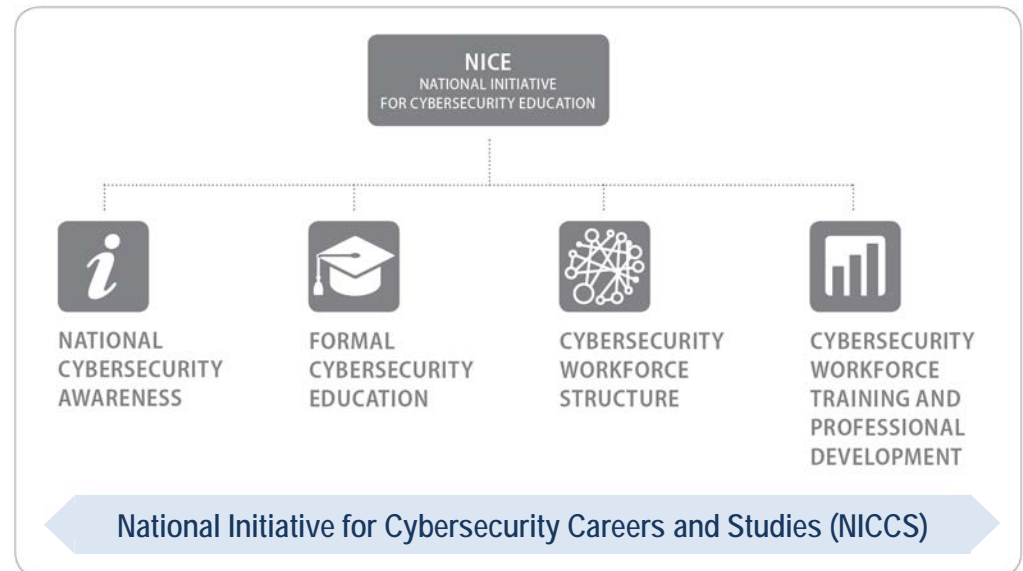 NICE
NATIONAL INITIATIVE
FOR CYBERSECURITY EDUCATION
NATIONAL
CYBERSECURITY
AWARENESS
FORMAL
CYBERSECURITY
EDUCATION
CYBERSECURITY
WORKFORCE
STRUCTURE
CYBERSECURITY
WORKFORCE
TRAINING AND
PROFESSIONAL
DEVELOPMENT
National Initiative for Cybersecurity Careers and Studies (NICCS)